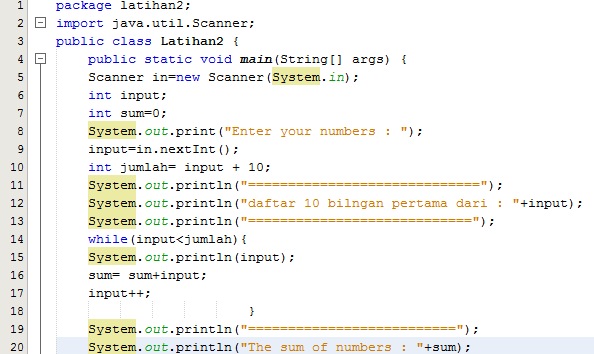 1 package latihan2;
2 import java.util.Scanner;
3 public class Latihan2 {
4 public static void main(String[] args) {
5 Scanner in=new Scanner(System.in);
6 int input;
7 int sum=0;
8 System.out.print("Enter your numbers : ");
9 input=in.nextInt();
10 int jumlah= input + 10;
11 System.out.println("=============================");
12 System.out.println("daftar 10 bilngan pertama dari : "+input);
13 System.out.println("============================");
14 while(input<jumlah){
15 System.out.println(input);
16 sum= sum+input;
17 input++;
18 }
19 System.out.println("==========================");
20 System.out.println("The sum of numbers : "+sum);